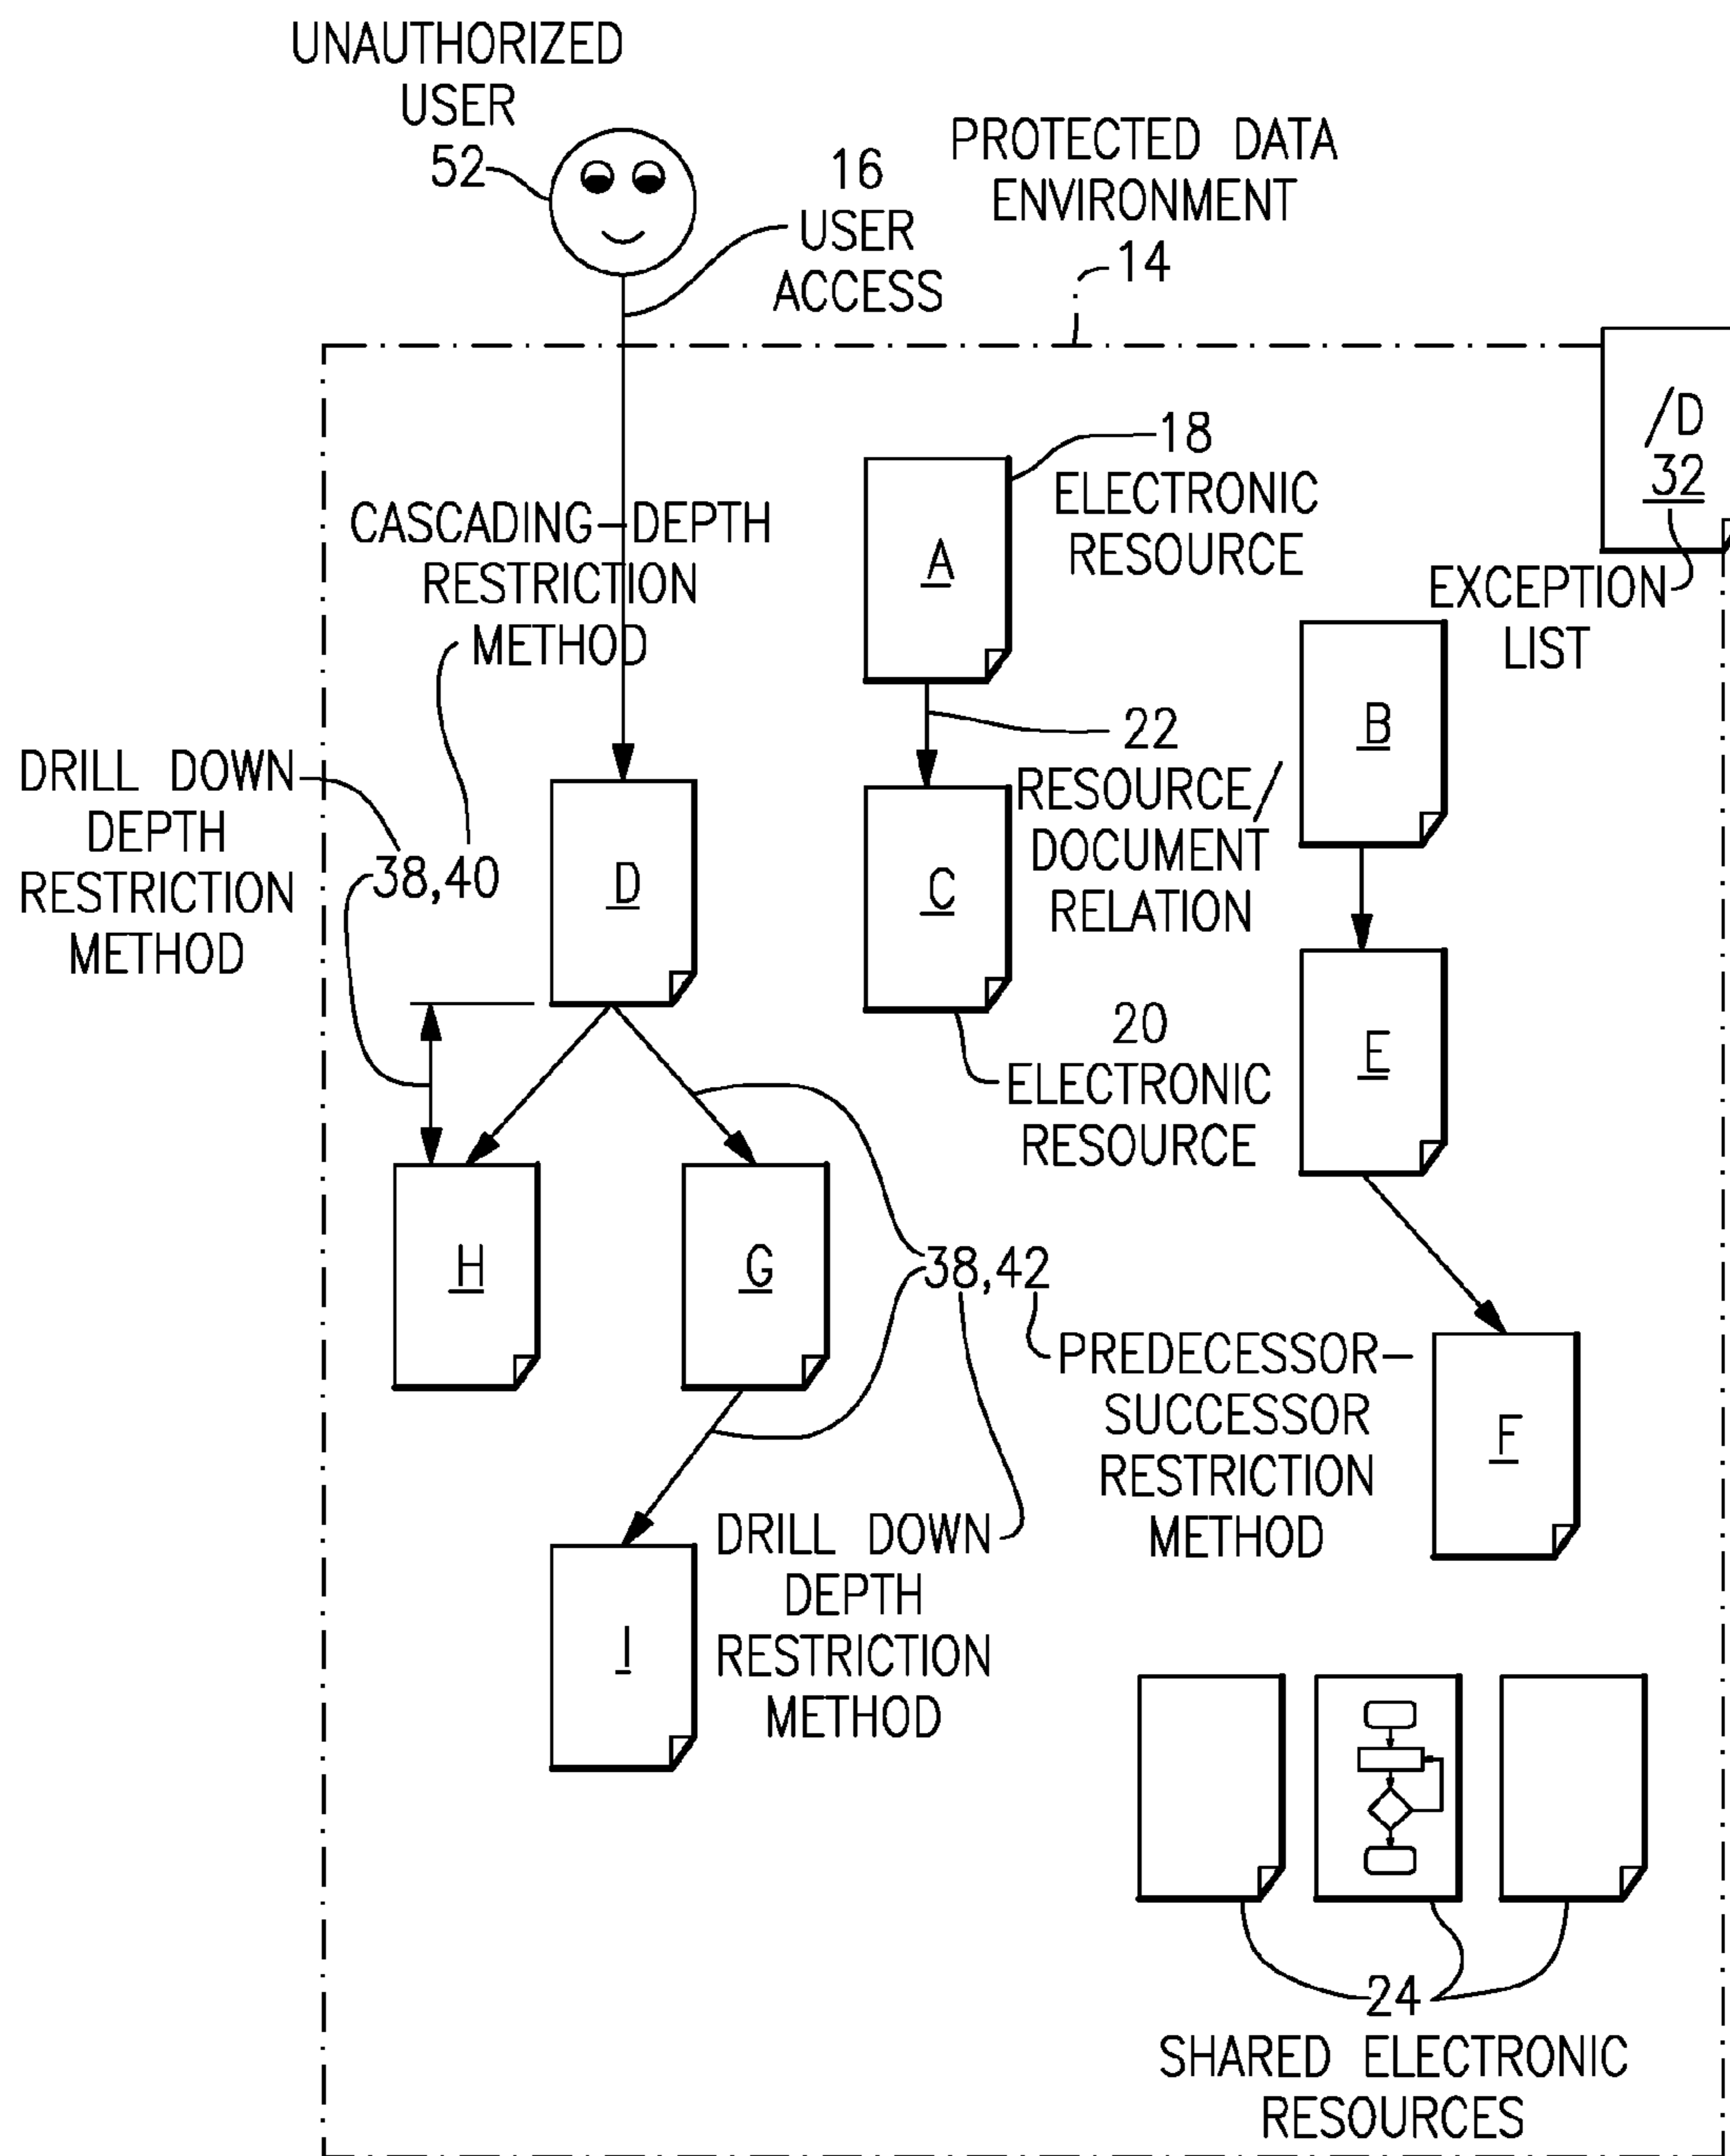 UNAUTHORIZED
USER
52
16
USER
ACCESS
PROTECTED DATA
ENVIRONMENT
14
/D
32
EXCEPTION
LIST
18
ELECTRONIC
RESOURCE
A
CASCADING-DEPTH
RESTRICTION
METHOD
B
22
RESOURCE/
DOCUMENT
RELATION
DRILL DOWN
DEPTH
RESTRICTION
METHOD
38,40
D
C
20
ELECTRONIC
RESOURCE
E
H
G
38,42
PREDECESSOR-
SUCCESSOR
RESTRICTION
METHOD
F
DRILL DOWN
DEPTH
RESTRICTION
METHOD
I
24
SHARED ELECTRONIC
RESOURCES